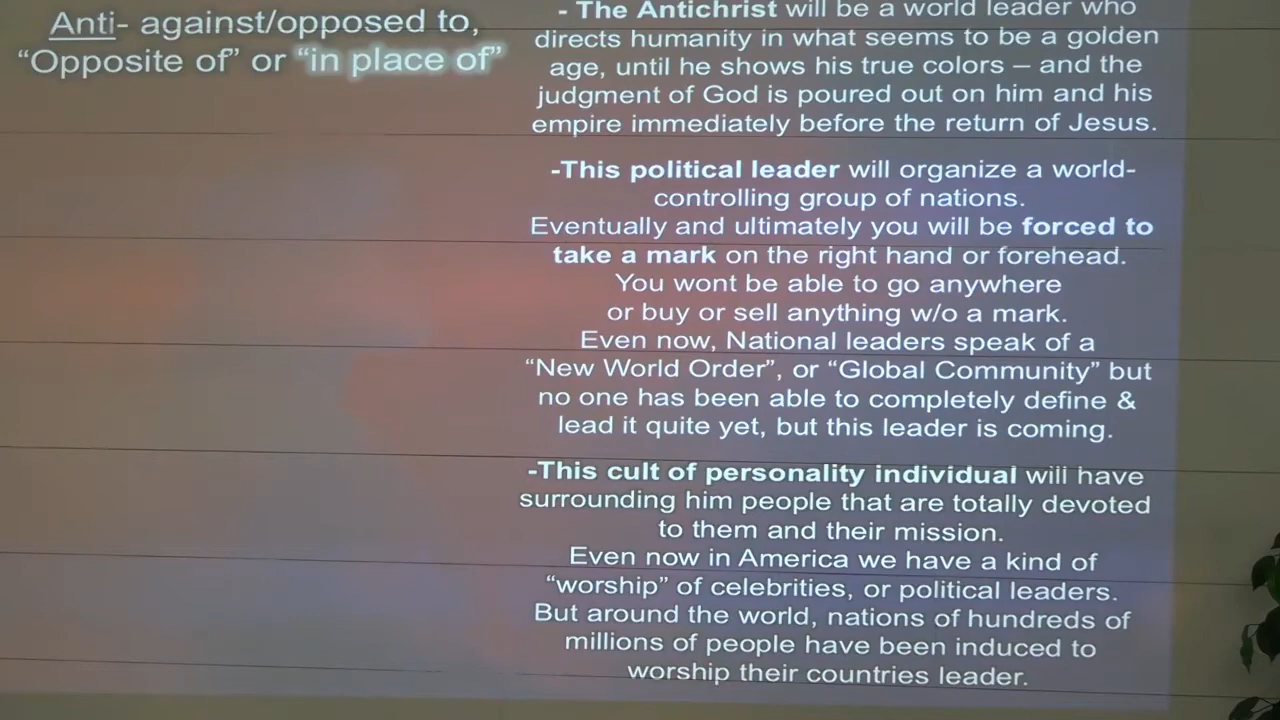 Anti- against/opposed to,
“Opposite of” or “in place of”
- The Antichrist will be a world leader who
directs humanity in what seems to be a golden
age, until he shows his true colors – and the
judgment of God is poured out on him and his
empire immediately before the return of Jesus.
-This political leader will organize a world-
controlling group of nations.
Eventually and ultimately you will be forced to
take a mark on the right hand or forehead.
You wont be able to go anywhere
or buy or sell anything w/o a mark.
Even now, National leaders speak of a
“New World Order”, or “Global Community” but
no one has been able to completely define &
lead it quite yet, but this leader is coming.
-This cult of personality individual will have
surrounding him people that are totally devoted
to them and their mission.
Even now in America we have a kind of
“worship” of celebrities, or political leaders.
But around the world, nations of hundreds of
millions of people have been induced to
worship their countries leader.